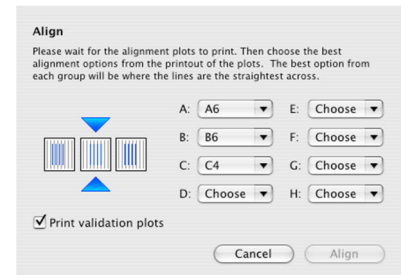 Align
Please wait for the alignment plots to print. Then choose the best
alignment options from the printout of the plots. The best option from
each group will be where the lines are the straightest across.
A: A6 E: Choose
B: B6 F: Choose
C: C4 G: Choose
D: Choose H: Choose
Print validation plots
Cancel Align